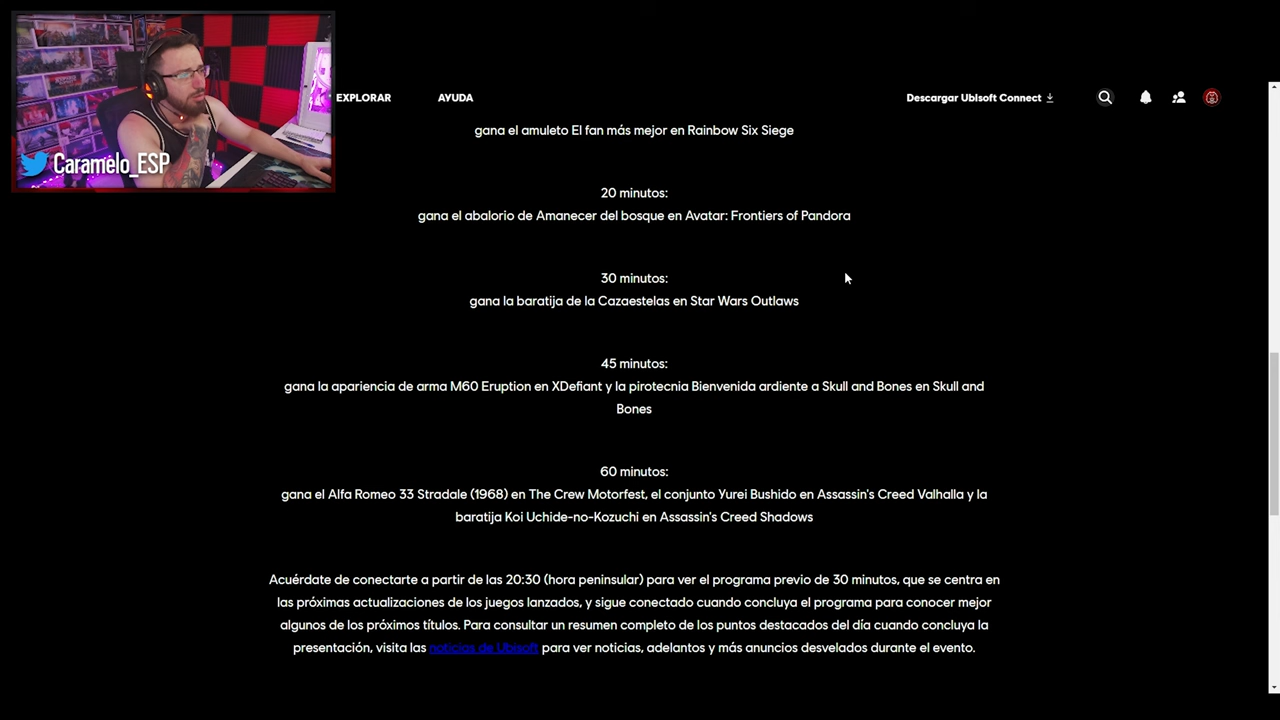 EXPLORAR
AYUDA
Descargar Ubisoft Connect
Caramelo_ESP
gana el amuleto El fan más mejor en Rainbow Six Siege
20 minutos:
gana el abalorio de Amanecer del bosque en Avatar: Frontiers of Pandora
30 minutos:
gana la baratija de la Cazaestelas en Star Wars Outlaws
45 minutos:
gana la apariencia de arma M60 Eruption en XDefiant y la pirotecnia Bienvenida ardiente a Skull and Bones en Skull and
Bones
60 minutos:
gana el Alfa Romeo 33 Stradale (1968) en The Crew Motorfest, el conjunto Yurei Bushido en Assassin's Creed Valhalla y la
baratija Koi Uchide-no-Kozuchi en Assassin's Creed Shadows
Acuérdate de conectarte a partir de las 20:30 (hora peninsular) para ver el programa previo de 30 minutos, que se centra en
las próximas actualizaciones de los juegos lanzados, y sigue conectado cuando concluya el programa para conocer mejor
algunos de los próximos títulos. Para consultar un resumen completo de los puntos destacados del día cuando concluya la
presentación, visita las noticias de Ubisoft para ver noticias, adelantos y más anuncios desvelados durante el evento.